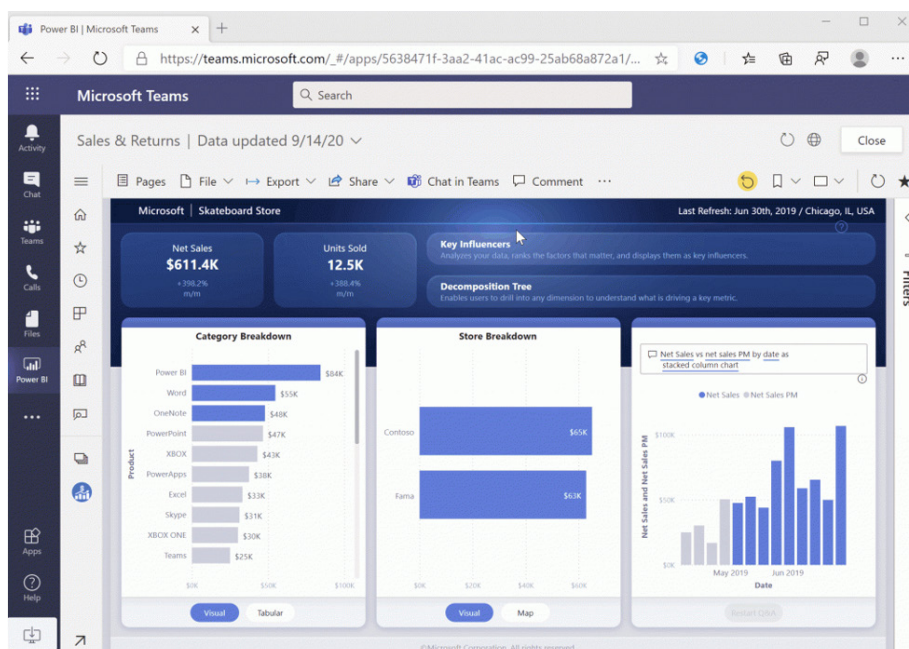 Power BI | Microsoft Teams
https://teams.microsoft.com/_#/apps/5638471f-3aa2-41ac-ac99-25ab68a872a1/...
Microsoft Teams
Search
Activity
Chat
Teams
Calls
Files
Power BI
Apps
Help
Sales & Returns | Data updated 9/14/20
Close
Pages File Export Share Chat in Teams Comment
Microsoft | Skateboard Store
Last Refresh: Jun 30th, 2019 / Chicago, IL, USA
Net Sales
$611.4K
+398.2%
m/m
Units Sold
12.5K
+388.4%
m/m
Key Influencers
Analyzes your data, ranks the factors that matter, and displays them as key influencers.
Decomposition Tree
Enables users to drill into any dimension to understand what is driving a key metric.
Filters
Category Breakdown
Product
Power BI $84K
Word $55K
OneNote $48K
PowerPoint $47K
XBOX $43K
PowerApps $38K
Excel $33K
Skype $31K
XBOX ONE $30K
Teams $25K
$0K $50K $100K
Visual Tabular
Store Breakdown
Contoso $65K
Fama $63K
$0K $20K $40K $60K
Visual Map
Net Sales vs net sales PM by date as
stacked column chart
Net Sales Net Sales PM
Net Sales and Net Sales PM
$100K
$50K
$0K
May 2019 Jun 2019
Date
Restart Q&A
©Microsoft Corporation. All rights reserved.